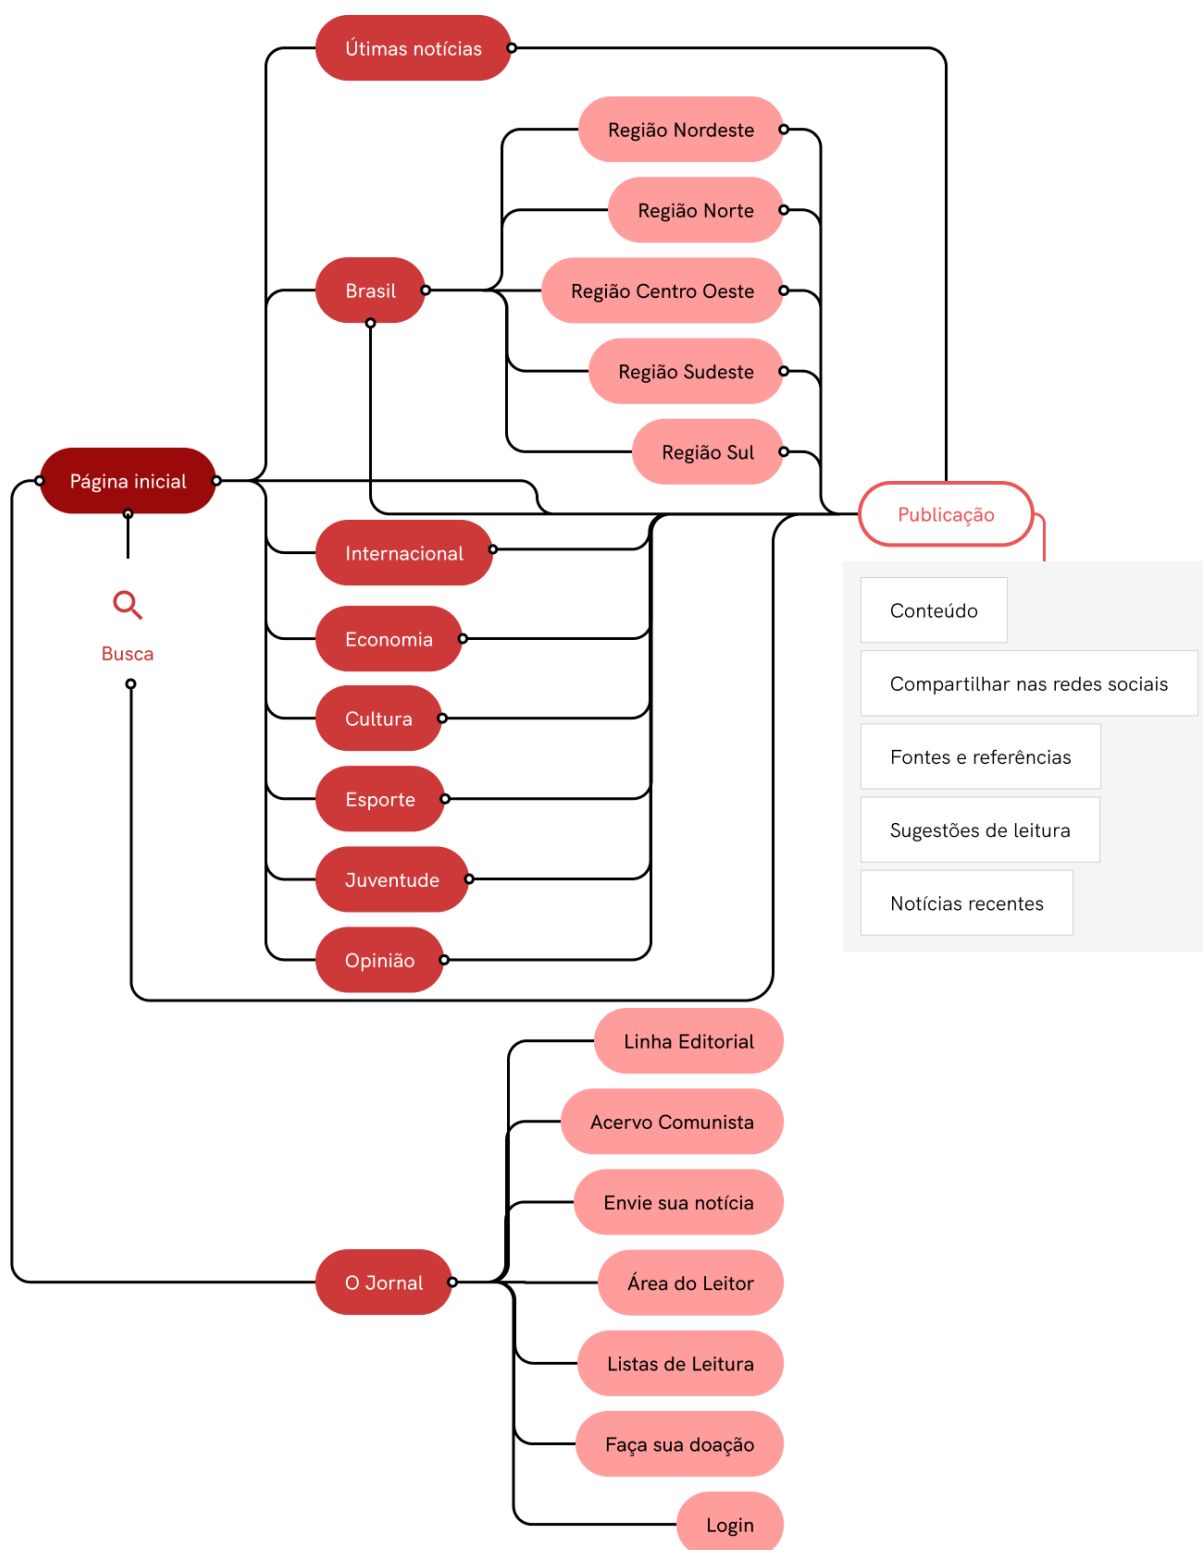 Útimas notícias
Região Nordeste
Região Norte
Brasil
Região Centro Oeste
Região Sudeste
Região Sul
Página inicial
Publicação
Internacional
Busca
Economia
Cultura
Esporte
Juventude
Opinião
Conteúdo
Compartilhar nas redes sociais
Fontes e referências
Sugestões de leitura
Notícias recentes
O Jornal
Linha Editorial
Acervo Comunista
Envie sua notícia
Área do Leitor
Listas de Leitura
Faça sua doação
Login